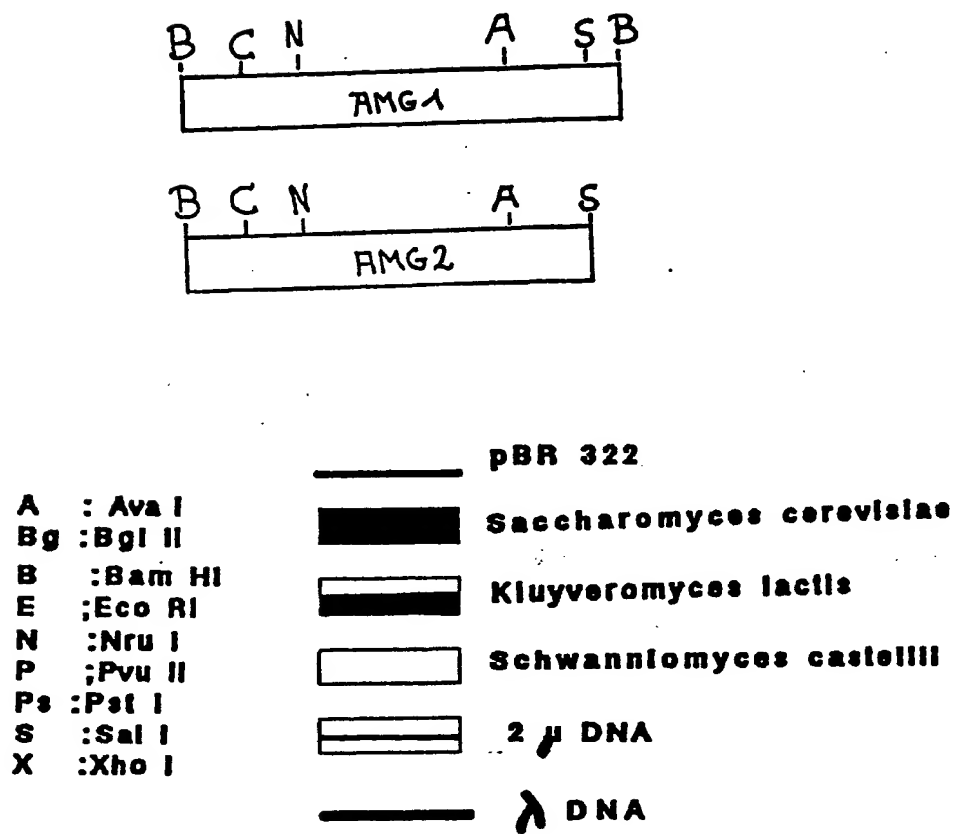 B C N A S B
AMG1
B C N A S
AMG2
pBR 322
A : Ava I
Saccharomyces cerevisiae
Bg :Bgl II
B :Bam HI
Kluyveromyces lactis
E ;Eco RI
N :Nru I
Schwanniomyces castellii
P ;Pvu II
Ps :Pst I
S :Sal I
2 µ DNA
X :Xho I
λ DNA